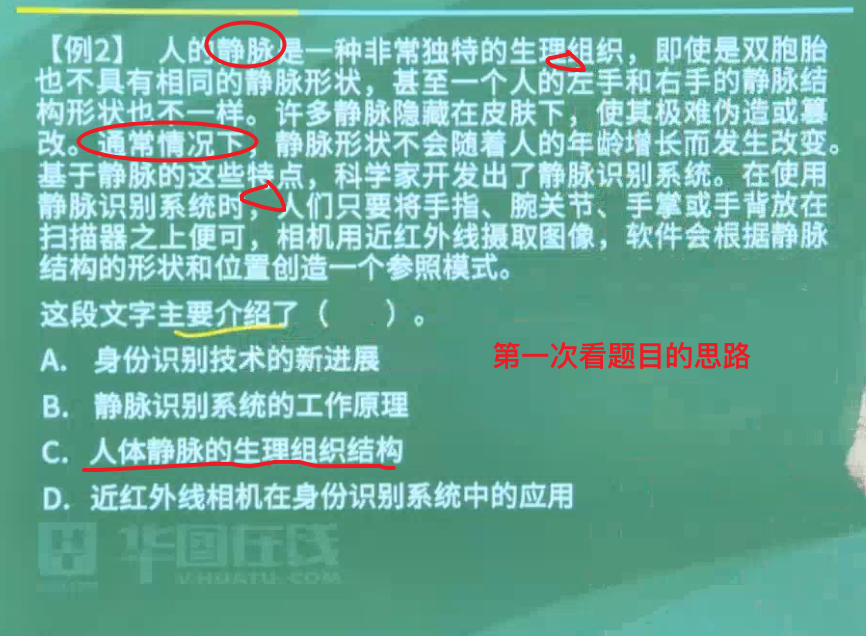 【例2】 人的静脉是一种非常独特的生理组织，即使是双胞胎
也不具有相同的静脉形状，甚至一个人的左手和右手的静脉结
构形状也不一样。许多静脉隐藏在皮肤下，使其极难伪造或篡
改。通常情况下，静脉形状不会随着人的年龄增长而发生改变。
基于静脉的这些特点，科学家开发出了静脉识别系统。在使用
静脉识别系统时，人们只要将手指、腕关节、手掌或手背放在
扫描器之上便可，相机用近红外线摄取图像，软件会根据静脉
结构的形状和位置创造一个参照模式。
这段文字主要介绍了（　　）。
A. 身份识别技术的新进展
第一次看题目的思路
B. 静脉识别系统的工作原理
C. 人体静脉的生理组织结构
D. 近红外线相机在身份识别系统中的应用
华图在线
V.HUATU.COM